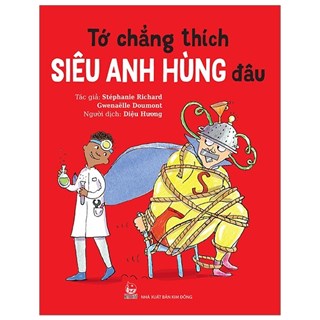 Tớ chẳng thích
SIÊU ANH HÙNG đâu
Tác giả: Stéphanie Richard
Gwenaëlle Doumont
Người dịch: Diệu Hương
S
NHÀ XUẤT BẢN KIM ĐỒNG